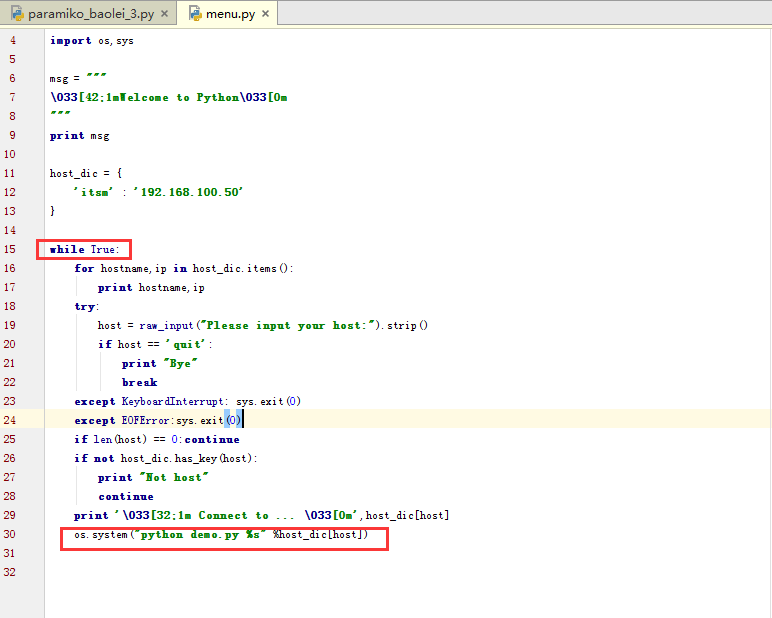 paramiko_baolei_3.py × menu.py ×
4 import os,sys
5
6 msg = """
7 \033[42;1mWelcome to Python\033[0m
8 """
9 print msg
10
11 host_dic = {
12     'itsm' : '192.168.100.50'
13 }
14
15 while True:
16     for hostname,ip in host_dic.items():
17         print hostname,ip
18     try:
19         host = raw_input("Please input your host:").strip()
20         if host == 'quit':
21             print "Bye"
22             break
23     except KeyboardInterrupt: sys.exit(0)
24     except EOFError:sys.exit(0)
25     if len(host) == 0:continue
26     if not host_dic.has_key(host):
27         print "Not host"
28         continue
29     print '\033[32;1m Connect to ... \033[0m',host_dic[host]
30     os.system("python demo.py %s" %host_dic[host])
31
32